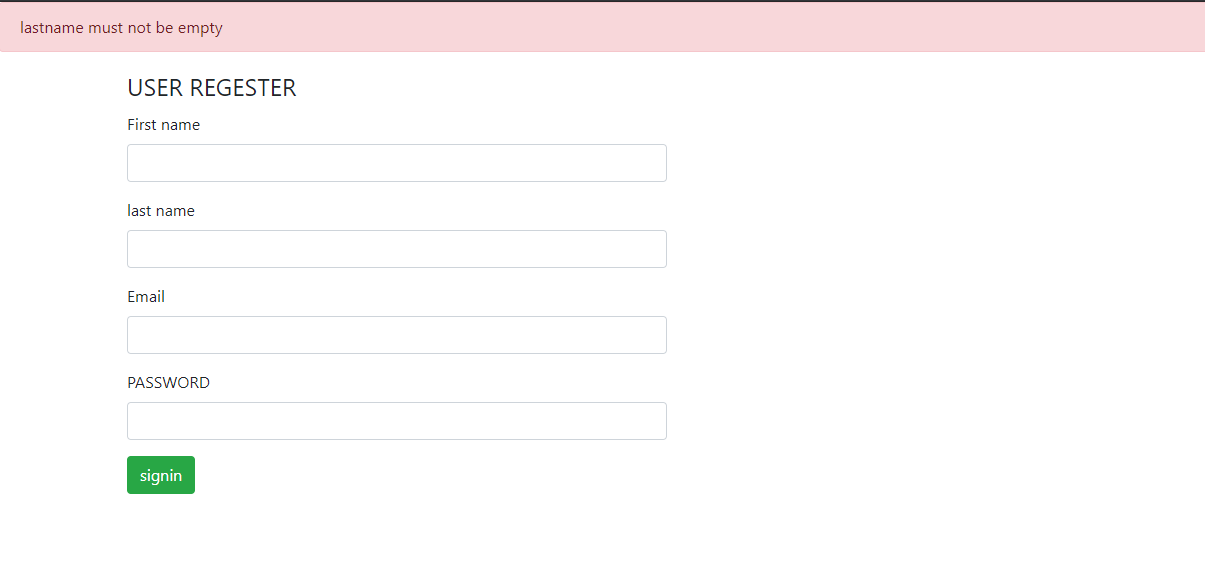 lastname must not be empty
USER REGESTER
First name
last name
Email
PASSWORD
signin